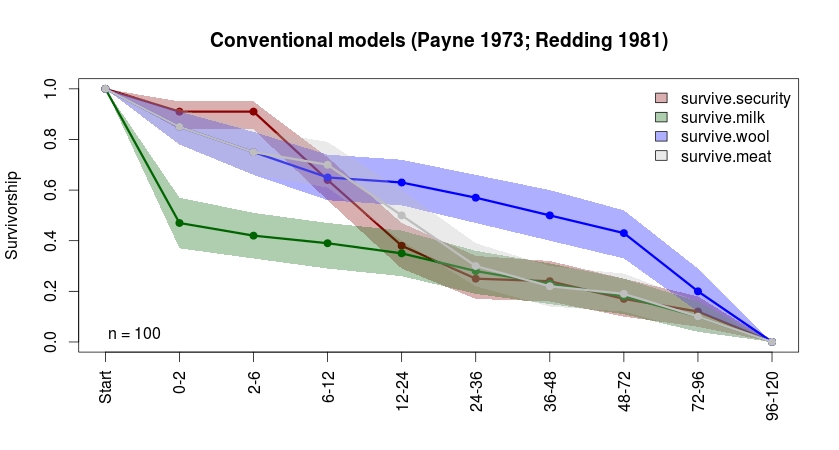 Conventional models (Payne 1973; Redding 1981)
survive.security
survive.milk
survive.wool
survive.meat
Survivorship
1.0
0.8
0.6
0.4
0.2
0.0
n = 100
Start
0-2
2-6
6-12
12-24
24-36
36-48
48-72
72-96
96-120